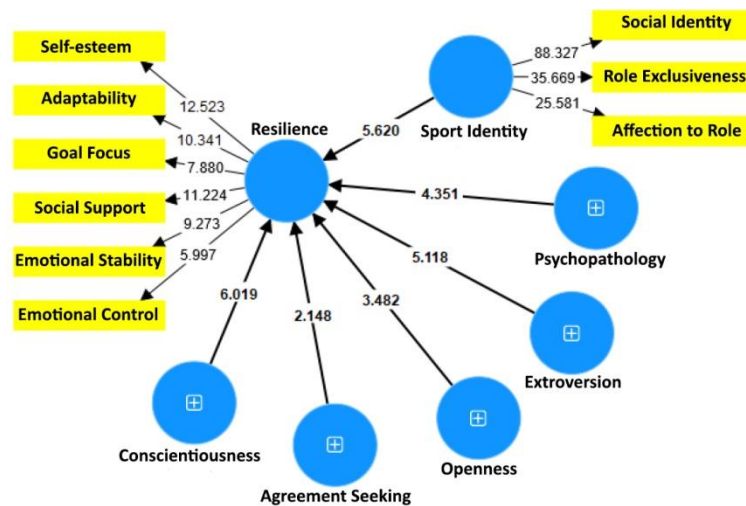 Self-esteem
Adaptability
Goal Focus
Social Support
Emotional Stability
Emotional Control
12.523
10.341
7.880
11.224
9.273
5.997
Resilience
Sport Identity
5.620
88.327
35.669
25.581
Social Identity
Role Exclusiveness
Affection to Role
4.351
Psychopathology
5.118
Extroversion
3.482
Openness
2.148
Agreement Seeking
6.019
Conscientiousness